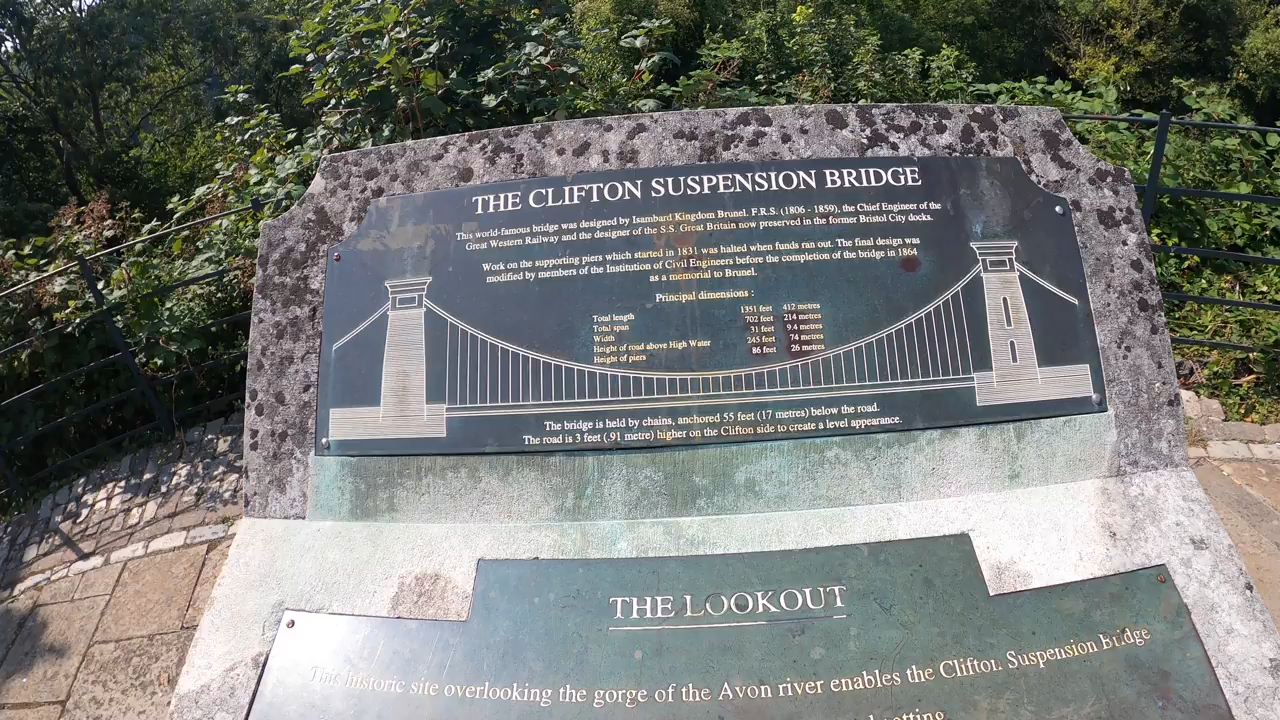 THE CLIFTON SUSPENSION BRIDGE
This world-famous bridge was designed by Isambard Kingdom Brunel. F.R.S. (1806 - 1859), the Chief Engineer of the
Great Western Railway and the designer of the S.S. Great Britain now preserved in the former Bristol City docks.
Work on the supporting piers which started in 1831 was halted when funds ran out. The final design was
modified by members of the Institution of Civil Engineers before the completion of the bridge in 1864
as a memorial to Brunel.
Principal dimensions :
Total length 1351 feet 412 metres
Total span 702 feet 214 metres
Width 31 feet 9.4 metres
Height of road above High Water 245 feet 74 metres
Height of piers 86 feet 26 metres
The bridge is held by chains, anchored 55 feet (17 metres) below the road.
The road is 3 feet (.91 metre) higher on the Clifton side to create a level appearance.
THE LOOKOUT
This historic site overlooking the gorge of the Avon river enables the Clifton Suspension Bridge